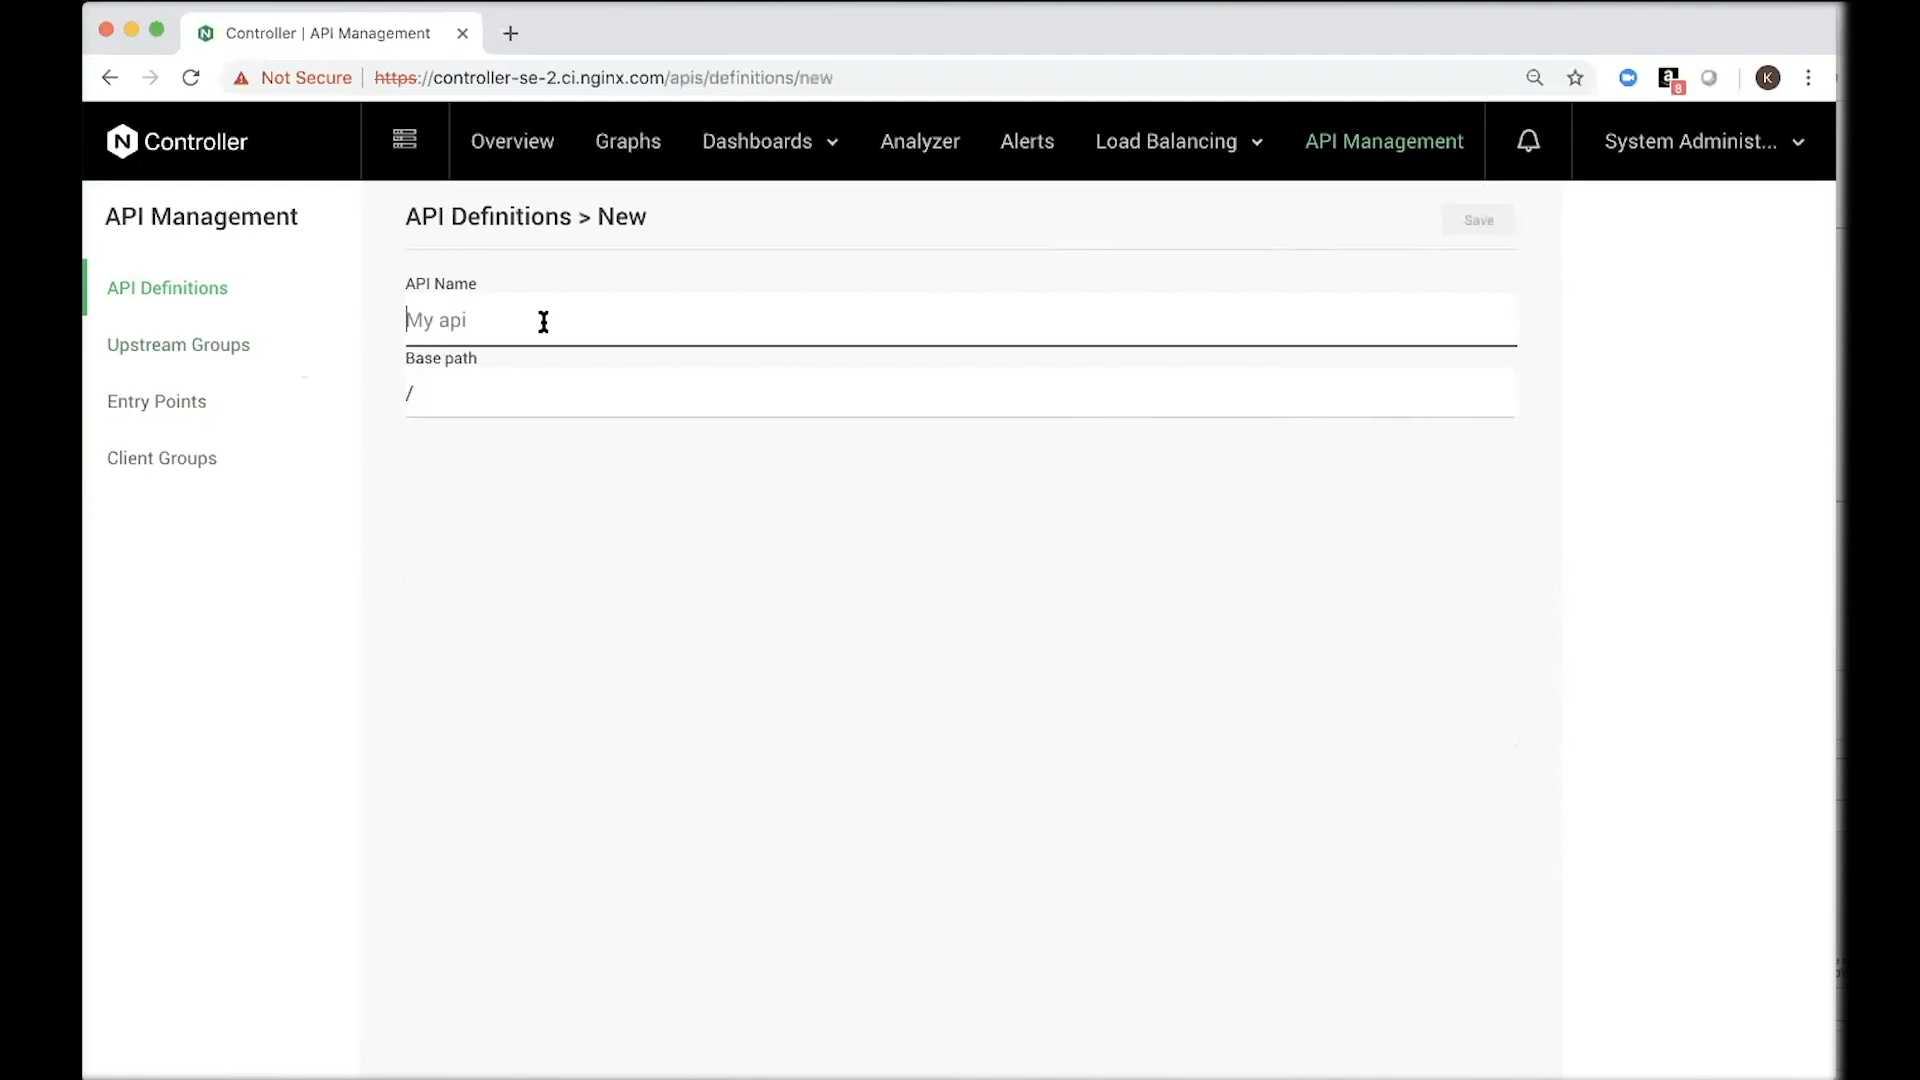 Controller | API Management
Not Secure https://controller-se-2.ci.nginx.com/apis/definitions/new
a 8 K
N Controller Overview Graphs Dashboards Analyzer Alerts Load Balancing API Management System Administ...
API Management
API Definitions
Upstream Groups
Entry Points
Client Groups
API Definitions > New
Save
API Name
My api
Base path
/